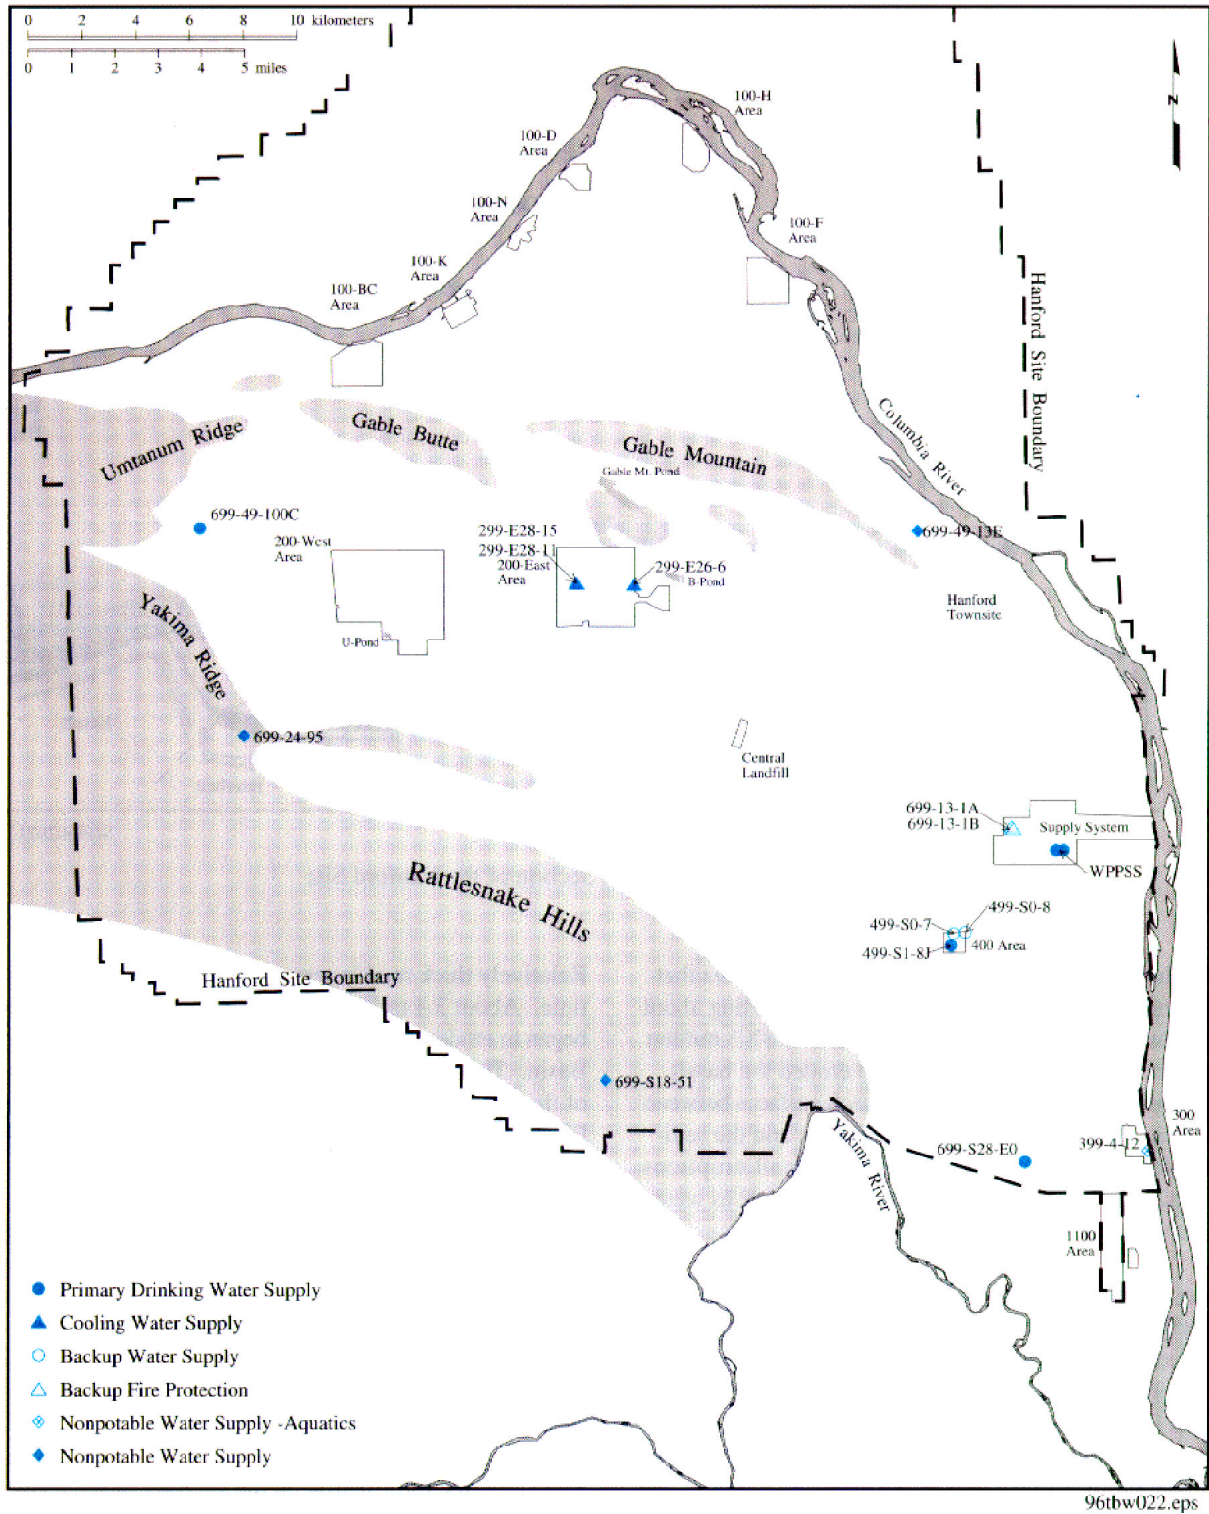 0 2 4 6 8 10 kilometers
0 1 2 3 4 5 miles
N
100-H
Area
100-D
Area
100-N
Area
100-F
Area
100-K
Area
100-BC
Area
Hanford Site Boundary
Columbia River
Umtanum Ridge
Gable Butte
Gable Mountain
Gable Mt. Pond
699-49-100C
200-West
Area
299-E28-15
299-E28-11
200-East
Area
299-E26-6
B-Pond
699-49-13E
Hanford
Townsite
Yakima Ridge
U-Pond
699-24-95
Central
Landfill
699-13-1A
699-13-1B
Supply System
WPPSS
Rattlesnake Hills
499-S0-8
499-S0-7
499-S1-8J
400 Area
Hanford Site Boundary
699-S18-51
Yakima River
699-S28-E0
300
Area
399-4-12
1100
Area
Primary Drinking Water Supply
Cooling Water Supply
Backup Water Supply
Backup Fire Protection
Nonpotable Water Supply -Aquatics
Nonpotable Water Supply
96tbw022.eps